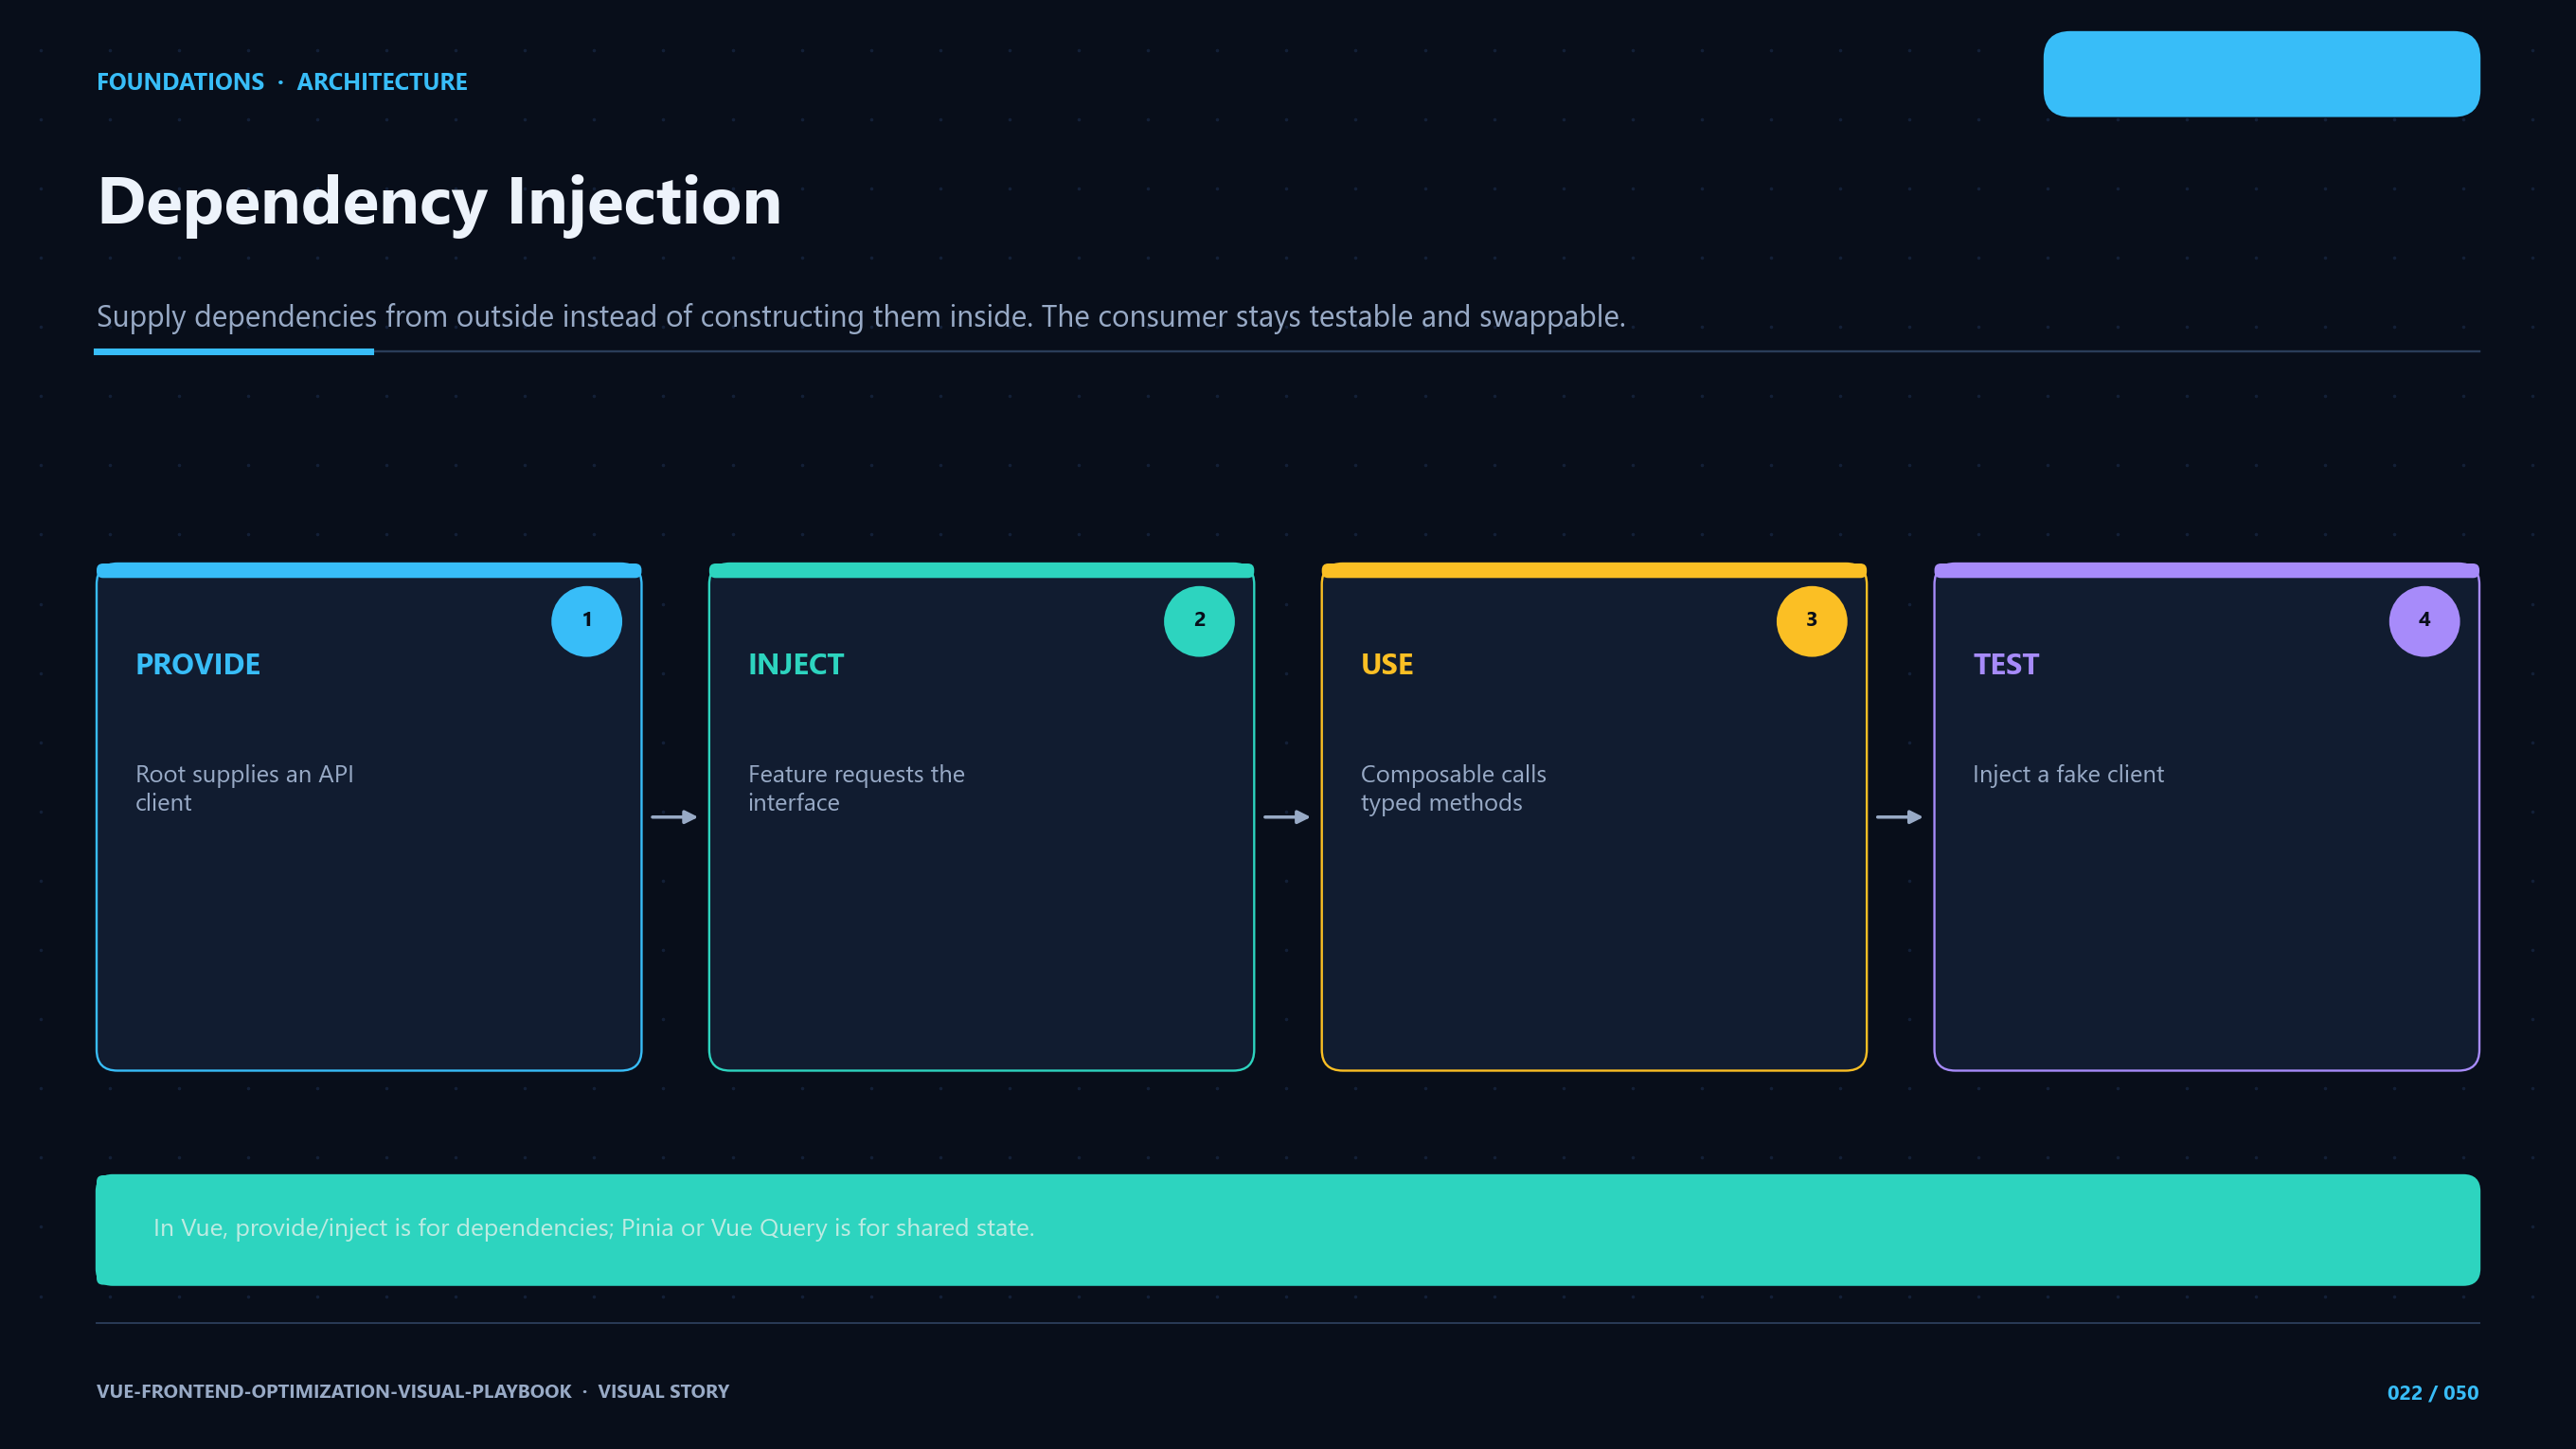 FOUNDATIONS · ARCHITECTURE
Dependency Injection
Supply dependencies from outside instead of constructing them inside. The consumer stays testable and swappable.
1
PROVIDE
Root supplies an API
client
2
INJECT
Feature requests the
interface
3
USE
Composable calls
typed methods
4
TEST
Inject a fake client
In Vue, provide/inject is for dependencies; Pinia or Vue Query is for shared state.
VUE-FRONTEND-OPTIMIZATION-VISUAL-PLAYBOOK · VISUAL STORY
022 / 050